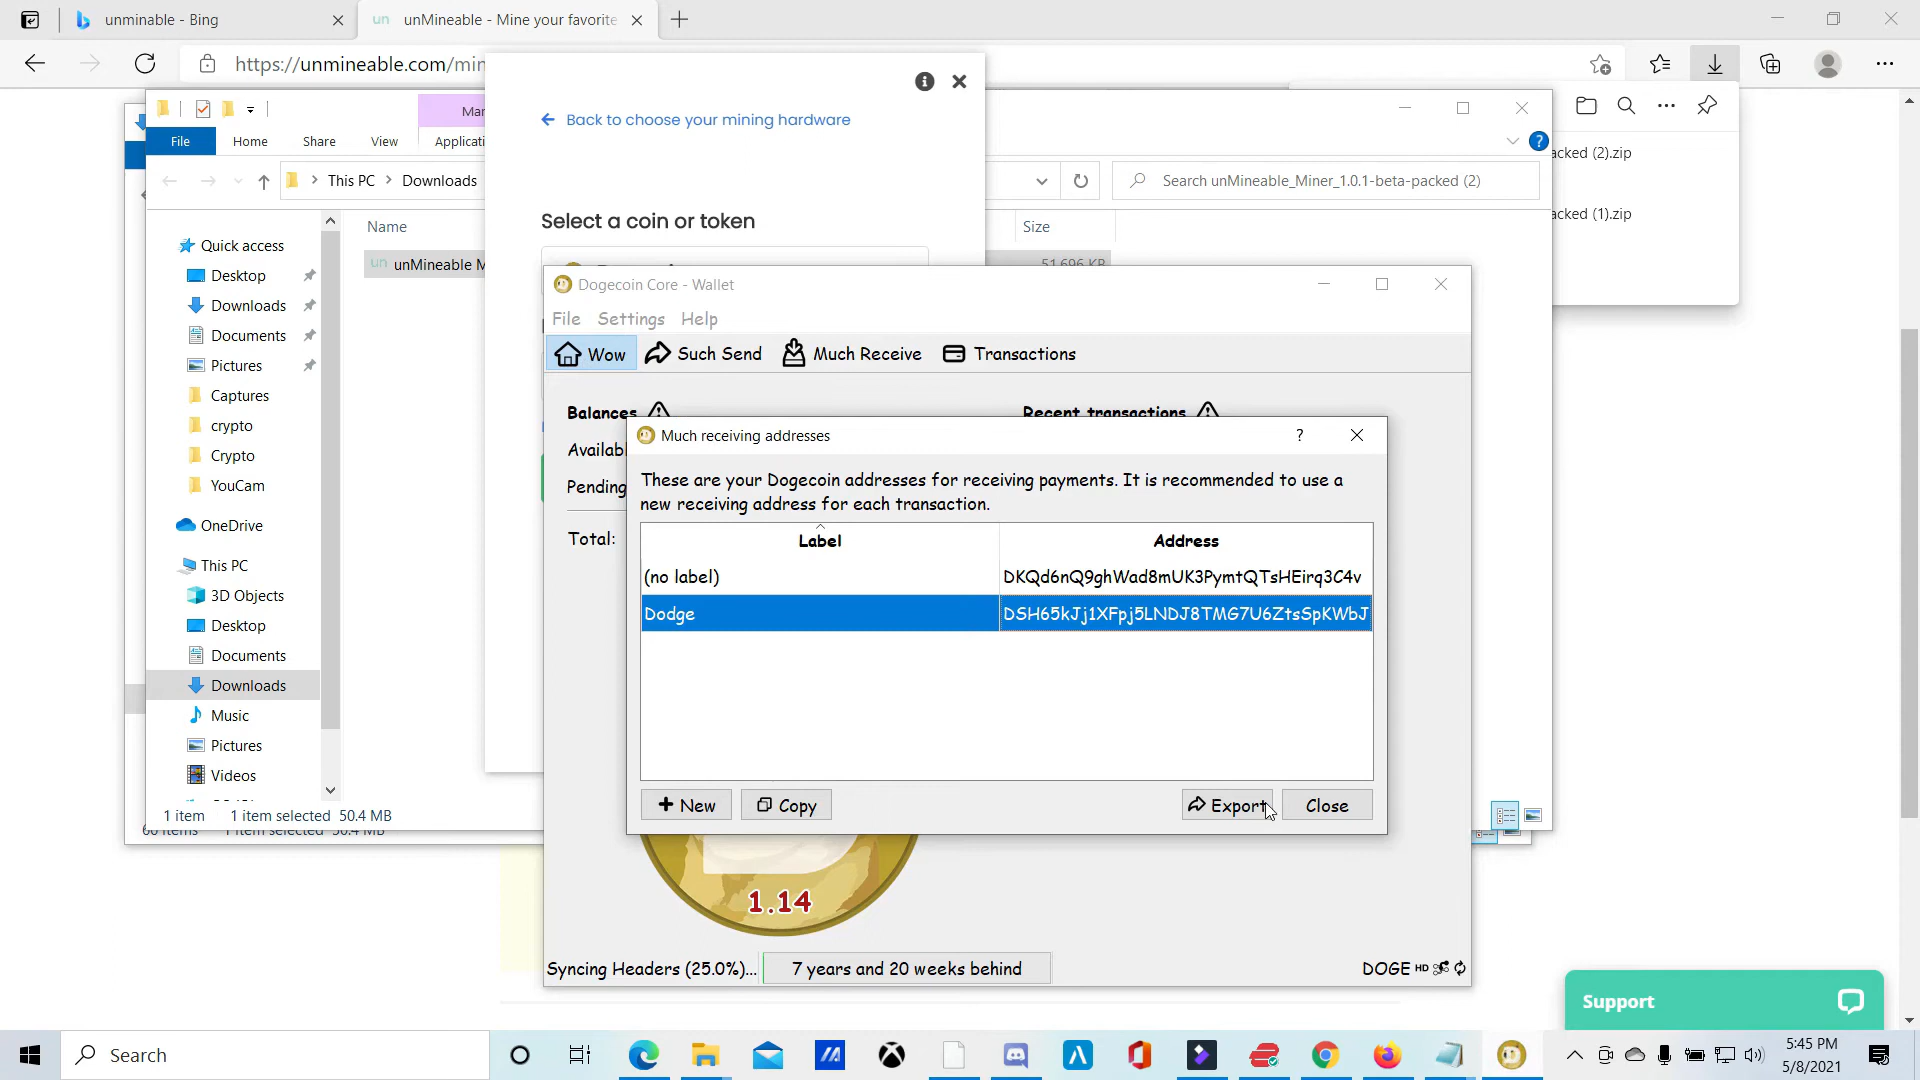 unminable - Bing
un unMineable - Mine your favorite
https://unmineable.com/min
Back to choose your mining hardware
Select a coin or token
File
Home
Share
View
This PC
Downloads
Search unMineable_Miner_1.0.1-beta-packed (2)
acked (2).zip
acked (1).zip
Name
Size
un unMineable M
51,696 KB
Quick access
Desktop
Downloads
Documents
Pictures
Captures
crypto
Crypto
YouCam
OneDrive
This PC
3D Objects
Desktop
Documents
Downloads
Music
Pictures
Videos
1 item
1 item selected 50.4 MB
Dogecoin Core - Wallet
File Settings Help
Wow
Such Send
Much Receive
Transactions
Balances
Recent transactions
Pending
Total:
Much receiving addresses
?
These are your Dogecoin addresses for receiving payments. It is recommended to use a
new receiving address for each transaction.
Label
Address
(no label)
DKQd6nQ9ghWad8mUK3PymtQTsHEirq3C4v
Dodge
DSH65kJj1XFpj5LNDJ8TMG7U6ZtsSpKWbJ
New
Copy
Export
Close
1.14
Syncing Headers (25.0%)...
7 years and 20 weeks behind
DOGE HD
Support
Search
5:45 PM
5/8/2021